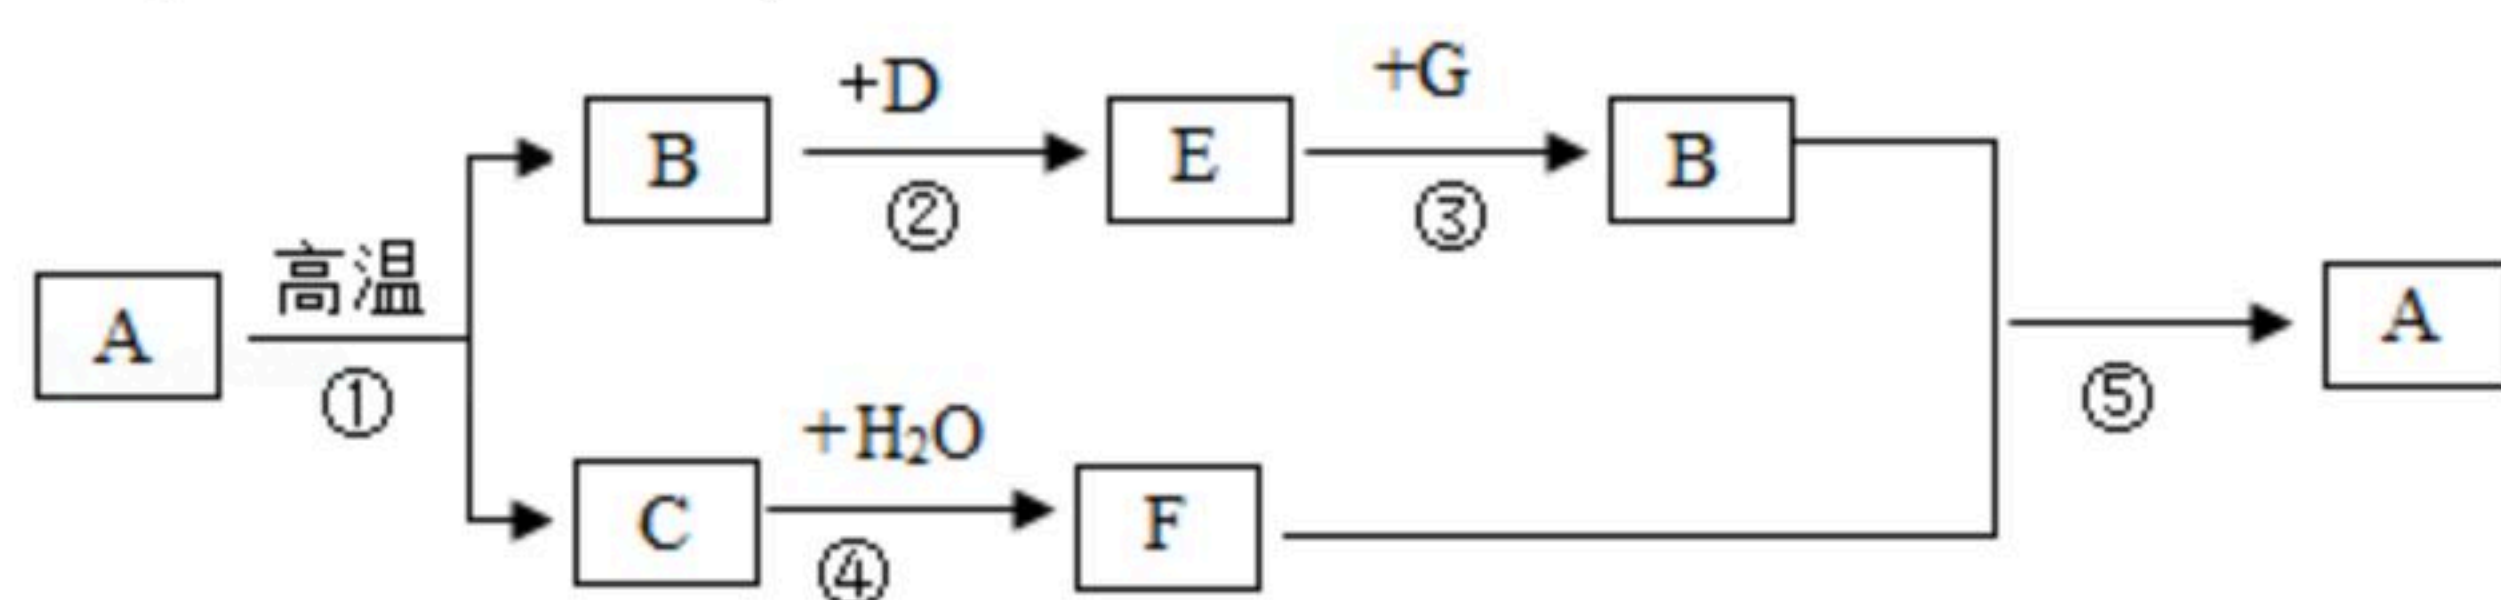 +D
+G
B
E
B
②
③
高温
A
A
①
⑤
+H₂O
C
F
④